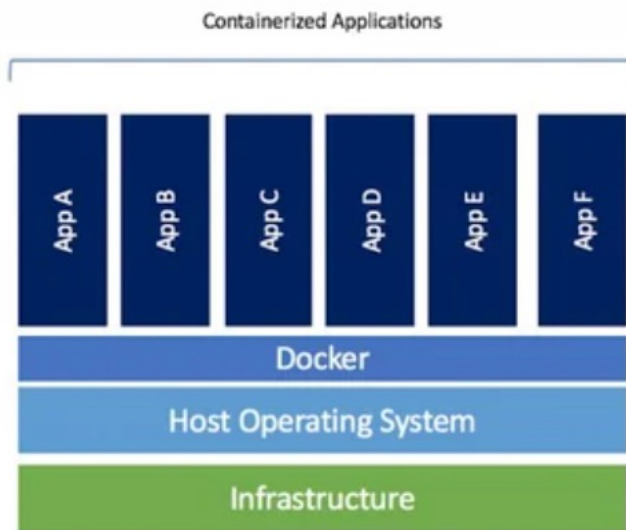 Containerized Applications
App A
App B
App C
App D
App E
App F
Docker
Host Operating System
Infrastructure